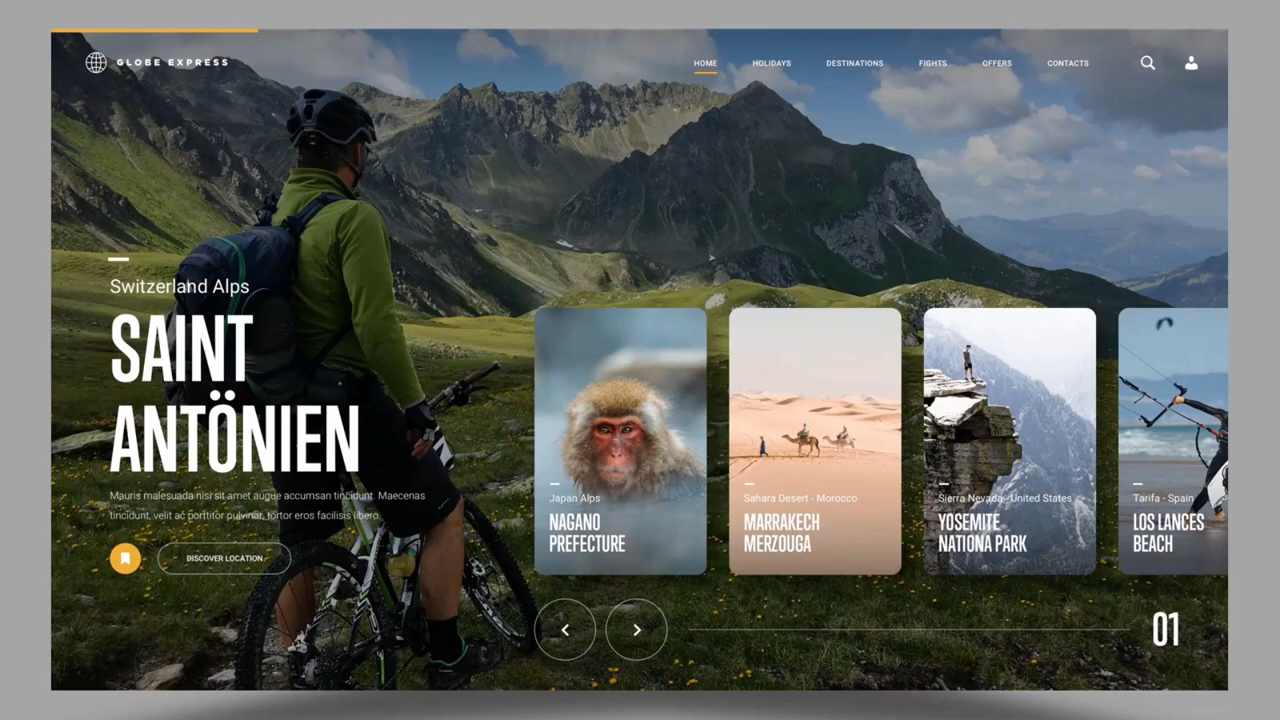 GLOBE EXPRESS
HOME
HOLIDAYS
DESTINATIONS
FIGHTS
OFFERS
CONTACTS
Switzerland Alps
SAINT
ANTÖNIEN
Mauris malesuada nisi sit amet augue accumsan tincidunt. Maecenas
tincidunt, velit ac porttitor pulvinar, tortor eros facilisis libero
DISCOVER LOCATION
Japan Alps
NAGANO
PREFECTURE
Sahara Desert - Morocco
MARRAKECH
MERZOUGA
Sierra Nevada - United States
YOSEMITE
NATIONA PARK
Tarifa - Spain
LOS LANCES
BEACH
01